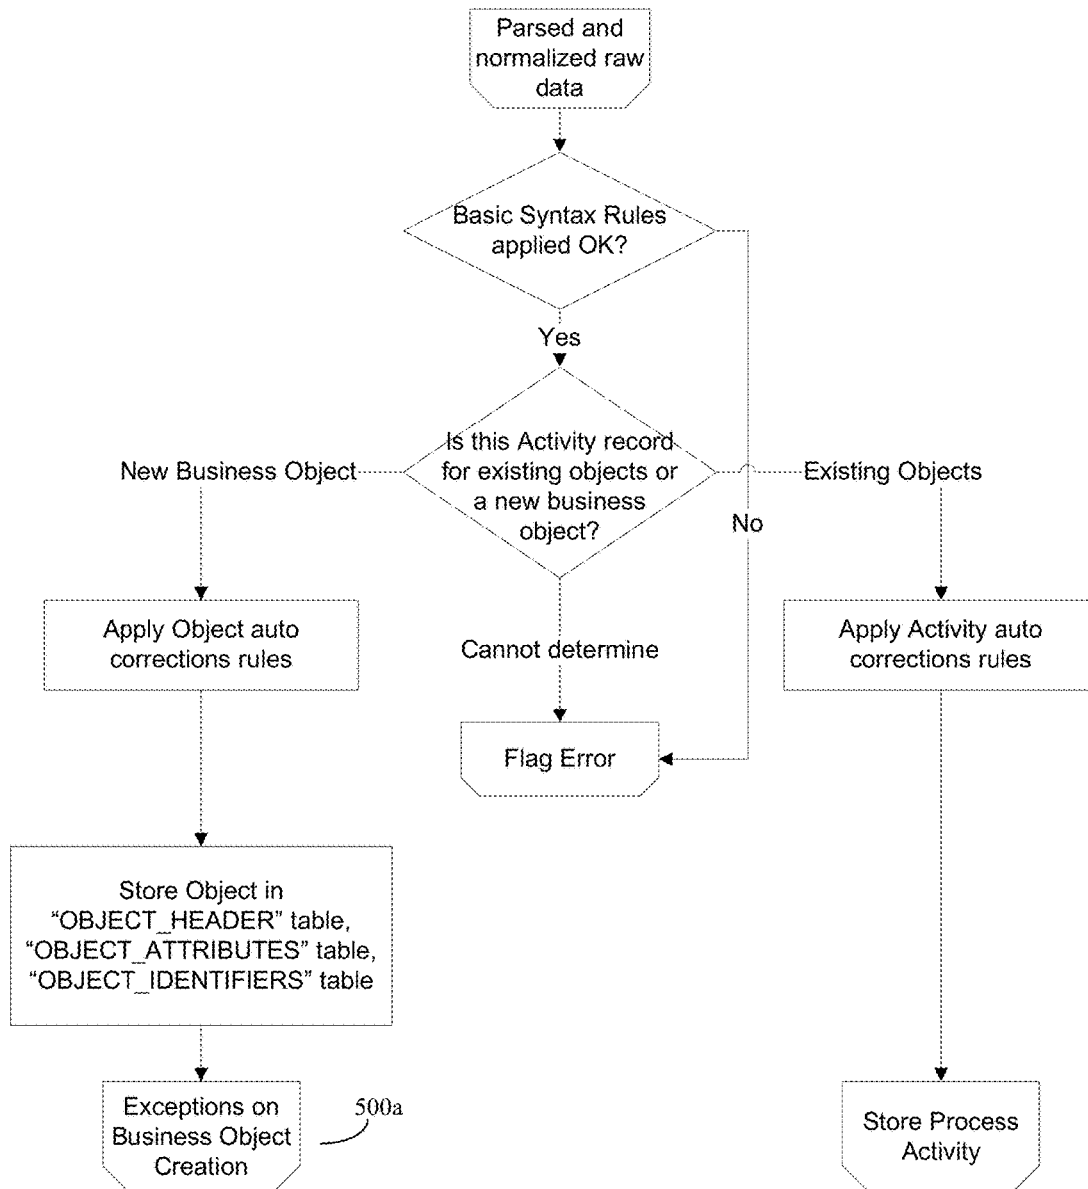 Parsed and
normalized raw
data
Basic Syntax Rules
applied OK?
Yes
Is this Activity record
for existing objects or
a new business
object?
New Business Object
Existing Objects
No
Apply Object auto
corrections rules
Cannot determine
Apply Activity auto
corrections rules
Flag Error
Store Object in
“OBJECT_HEADER” table,
“OBJECT_ATTRIBUTES” table,
“OBJECT_IDENTIFIERS” table
Exceptions on
Business Object
Creation
500a
Store Process
Activity